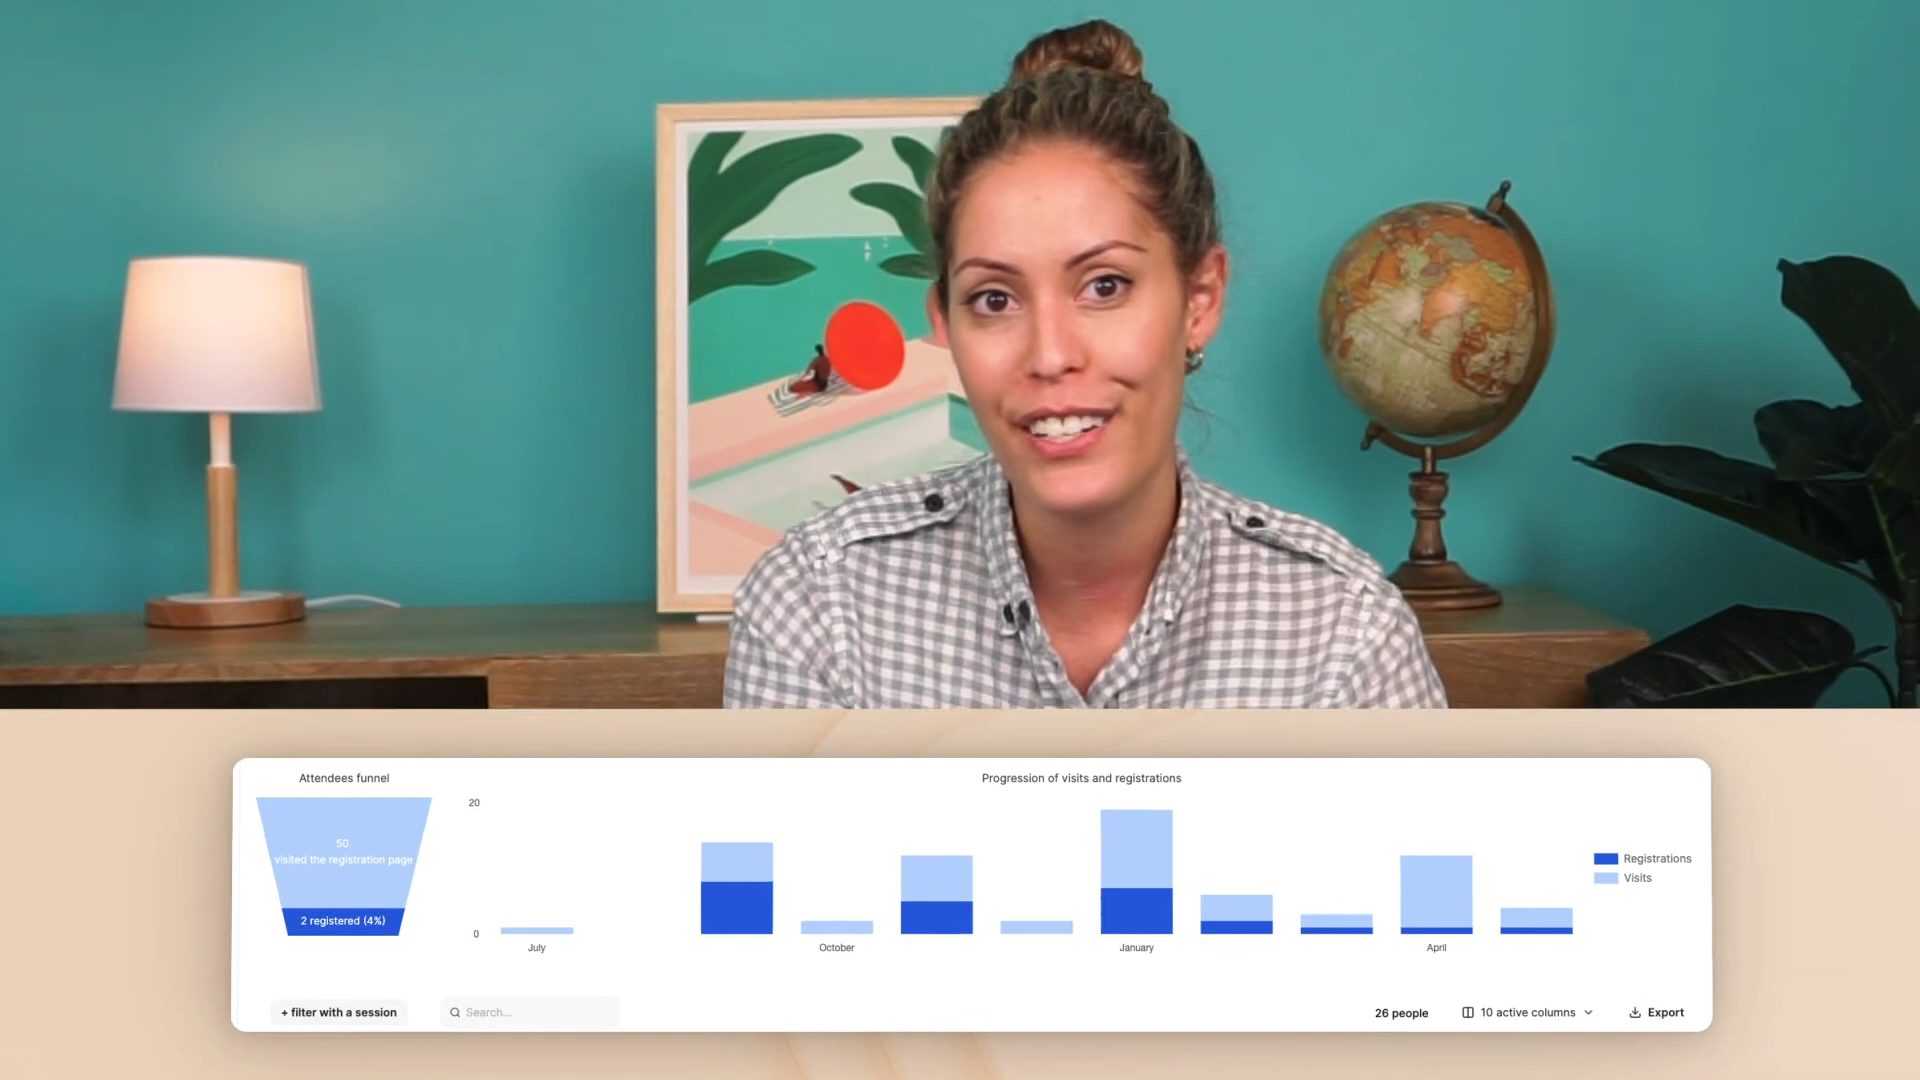 Attendees funnel
Progression of visits and registrations
50
visited the registration page
2 registered (4%)
20
0
July
October
January
April
Registrations
Visits
+ filter with a session
Search...
26 people
10 active columns
Export